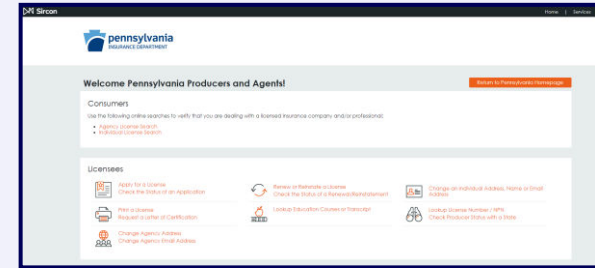 Sircon
Home | Services
pennsylvania
INSURANCE DEPARTMENT
Welcome Pennsylvania Producers and Agents!
Return to Pennsylvania Homepage
Consumers
Use the following online searches to verify that you are dealing with a licensed insurance company and/or professional:
• Agency License Search
• Individual License Search
Licensees
Apply for a License
Check the Status of an Application
Renew or Reinstate a License
Check the Status of a Renewal/Reinstatement
Change an Individual Address, Name or Email
Address
Print a License
Request a Letter of Certification
Lookup Education Courses or Transcript
Lookup License Number / NPN
Check Producer Status with a State
Change Agency Address
Change Agency Email Address